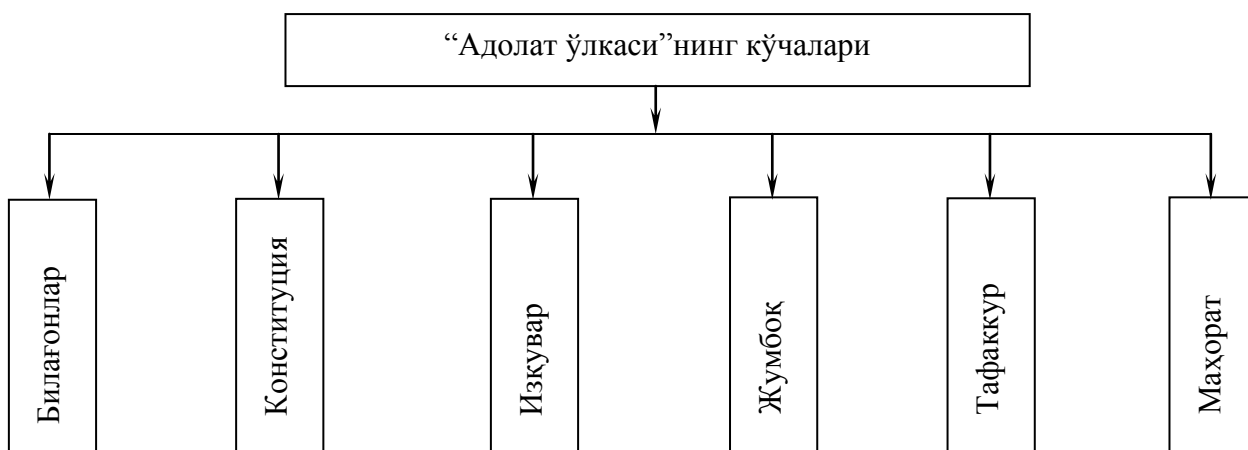 “Адолат ўлкаси”нинг кўчалари
Билағонлар
Конституция
Изқувар
Жумбоқ
Тафаккур
Маҳорат